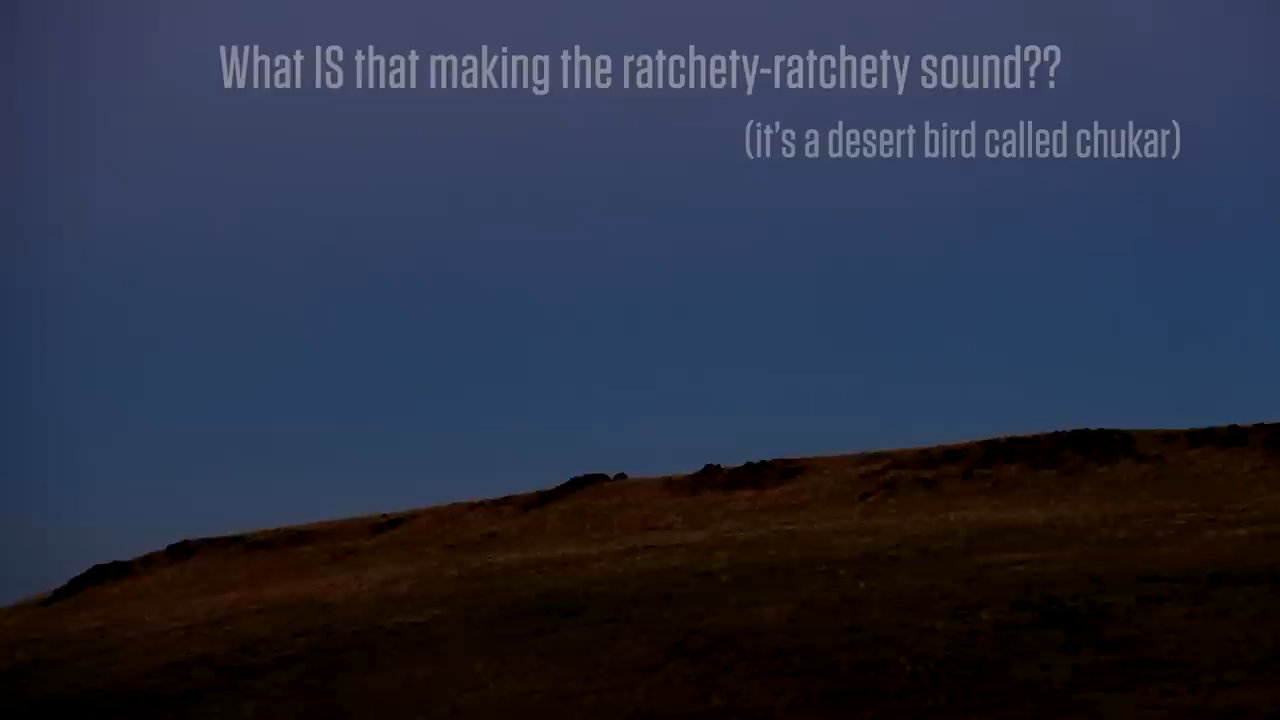 What IS that making the ratchety-ratchety sound??
(it's a desert bird called chukar)